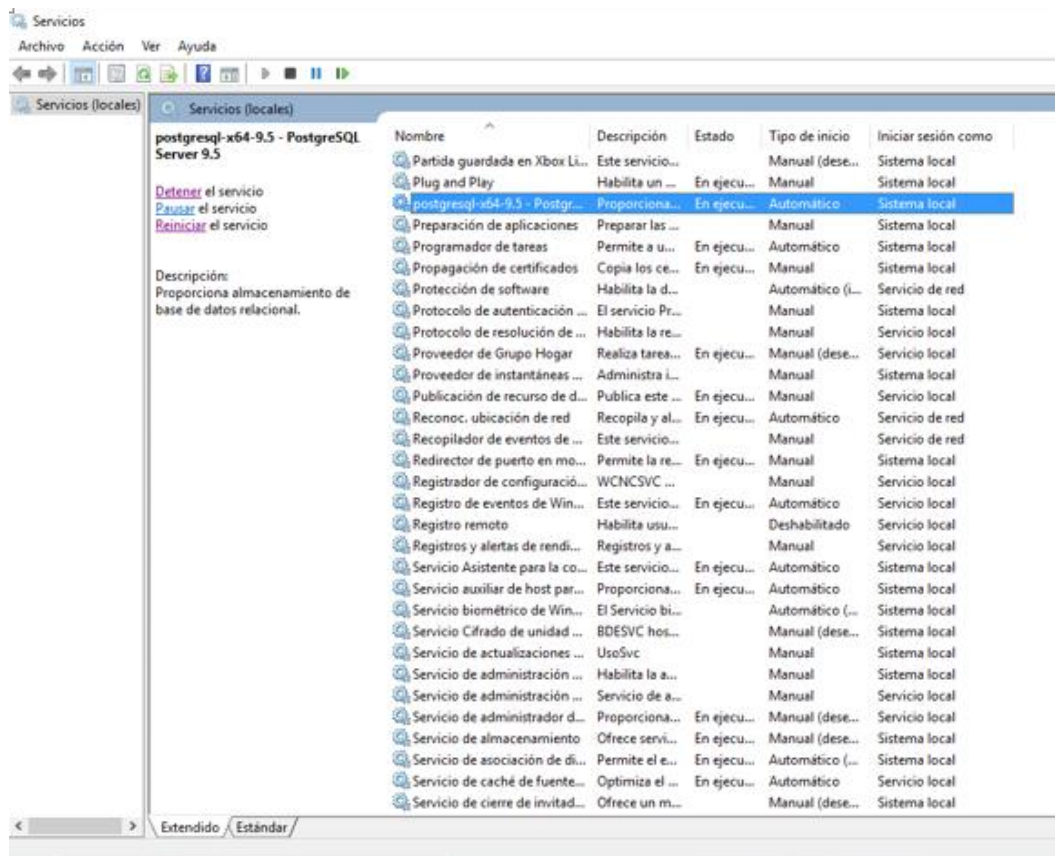 Servicios
Archivo Acción Ver Ayuda
Servicios (locales)
Servicios (locales)
postgresql-x64-9.5 - PostgreSQL
Server 9.5
Detener el servicio
Pausar el servicio
Reiniciar el servicio
Descripción:
Proporciona almacenamiento de
base de datos relacional.
Nombre Descripción Estado Tipo de inicio Iniciar sesión como
Partida guardada en Xbox Li... Este servicio... Manual (dese... Sistema local
Plug and Play Habilita un ... En ejecu... Manual Sistema local
postgresql-x64-9.5 - Postgr... Proporciona... En ejecu... Automático Sistema local
Preparación de aplicaciones Preparar las ... Manual Sistema local
Programador de tareas Permite a u... En ejecu... Automático Sistema local
Propagación de certificados Copia los ce... En ejecu... Manual Sistema local
Protección de software Habilita la d... Automático (i... Servicio de red
Protocolo de autenticación ... El servicio Pr... Manual Sistema local
Protocolo de resolución de ... Habilita la re... Manual Servicio local
Proveedor de Grupo Hogar Realiza tarea... En ejecu... Manual (dese... Servicio local
Proveedor de instantáneas ... Administra i... Manual Sistema local
Publicación de recurso de d... Publica este ... En ejecu... Manual Servicio local
Reconoc. ubicación de red Recopila y al... En ejecu... Automático Servicio de red
Recopilador de eventos de ... Este servicio... Manual Servicio de red
Redirector de puerto en mo... Permite la re... En ejecu... Manual Sistema local
Registrador de configuració... WCNCSVC ... Manual Servicio local
Registro de eventos de Win... Este servicio... En ejecu... Automático Servicio local
Registro remoto Habilita usu... Deshabilitado Servicio local
Registros y alertas de rendi... Registros y a... Manual Servicio local
Servicio Asistente para la co... Este servicio... En ejecu... Automático Sistema local
Servicio auxiliar de host par... Proporciona... En ejecu... Automático Sistema local
Servicio biométrico de Win... El Servicio bi... Automático (... Sistema local
Servicio Cifrado de unidad ... BDESVC hos... Manual (dese... Sistema local
Servicio de actualizaciones ... UsoSvc Manual Sistema local
Servicio de administración ... Habilita la a... Manual Sistema local
Servicio de administración ... Servicio de a... Manual Servicio local
Servicio de administrador d... Proporciona... En ejecu... Manual (dese... Servicio local
Servicio de almacenamiento Ofrece servi... En ejecu... Manual (dese... Sistema local
Servicio de asociación de di... Permite el e... En ejecu... Automático (... Sistema local
Servicio de caché de fuente... Optimiza el ... En ejecu... Automático Servicio local
Servicio de cierre de invitad... Ofrece un m... Manual (dese... Sistema local
Extendido Estándar